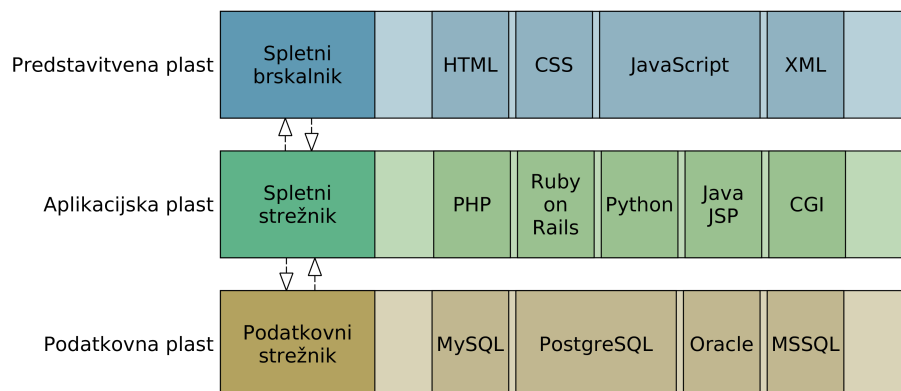 Predstavitvena plast
Spletni
brskalnik
HTML
CSS
JavaScript
XML
Aplikacijska plast
Spletni
strežnik
PHP
Ruby
on
Rails
Python
Java
JSP
CGI
Podatkovna plast
Podatkovni
strežnik
MySQL
PostgreSQL
Oracle
MSSQL